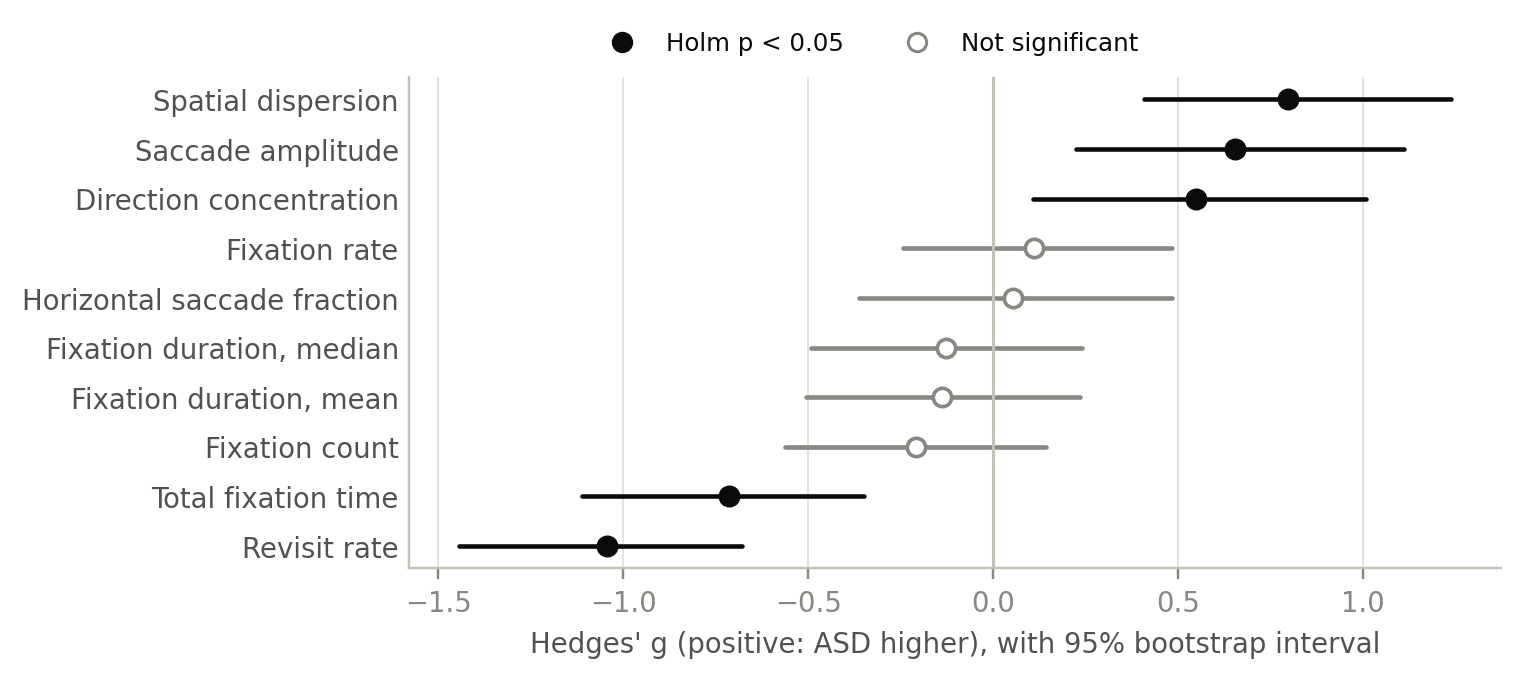 Holm p < 0.05 Not significant
Spatial dispersion
Saccade amplitude
Direction concentration
Fixation rate
Horizontal saccade fraction
Fixation duration, median
Fixation duration, mean
Fixation count
Total fixation time
Revisit rate
−1.5 −1.0 −0.5 0.0 0.5 1.0
Hedges' g (positive: ASD higher), with 95% bootstrap interval